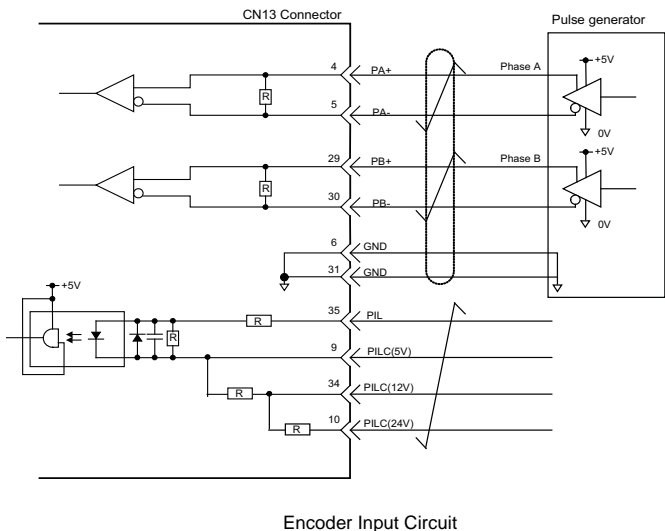 CN13 Connector
Pulse generator
+5V
4
PA+
Phase A
R
5
PA-
0V
+5V
29
PB+
Phase B
R
30
PB-
0V
6
GND
31
GND
+5V
35
PIL
R
R
9
PILC(5V)
34
PILC(12V)
R
10
PILC(24V)
R
Encoder Input Circuit